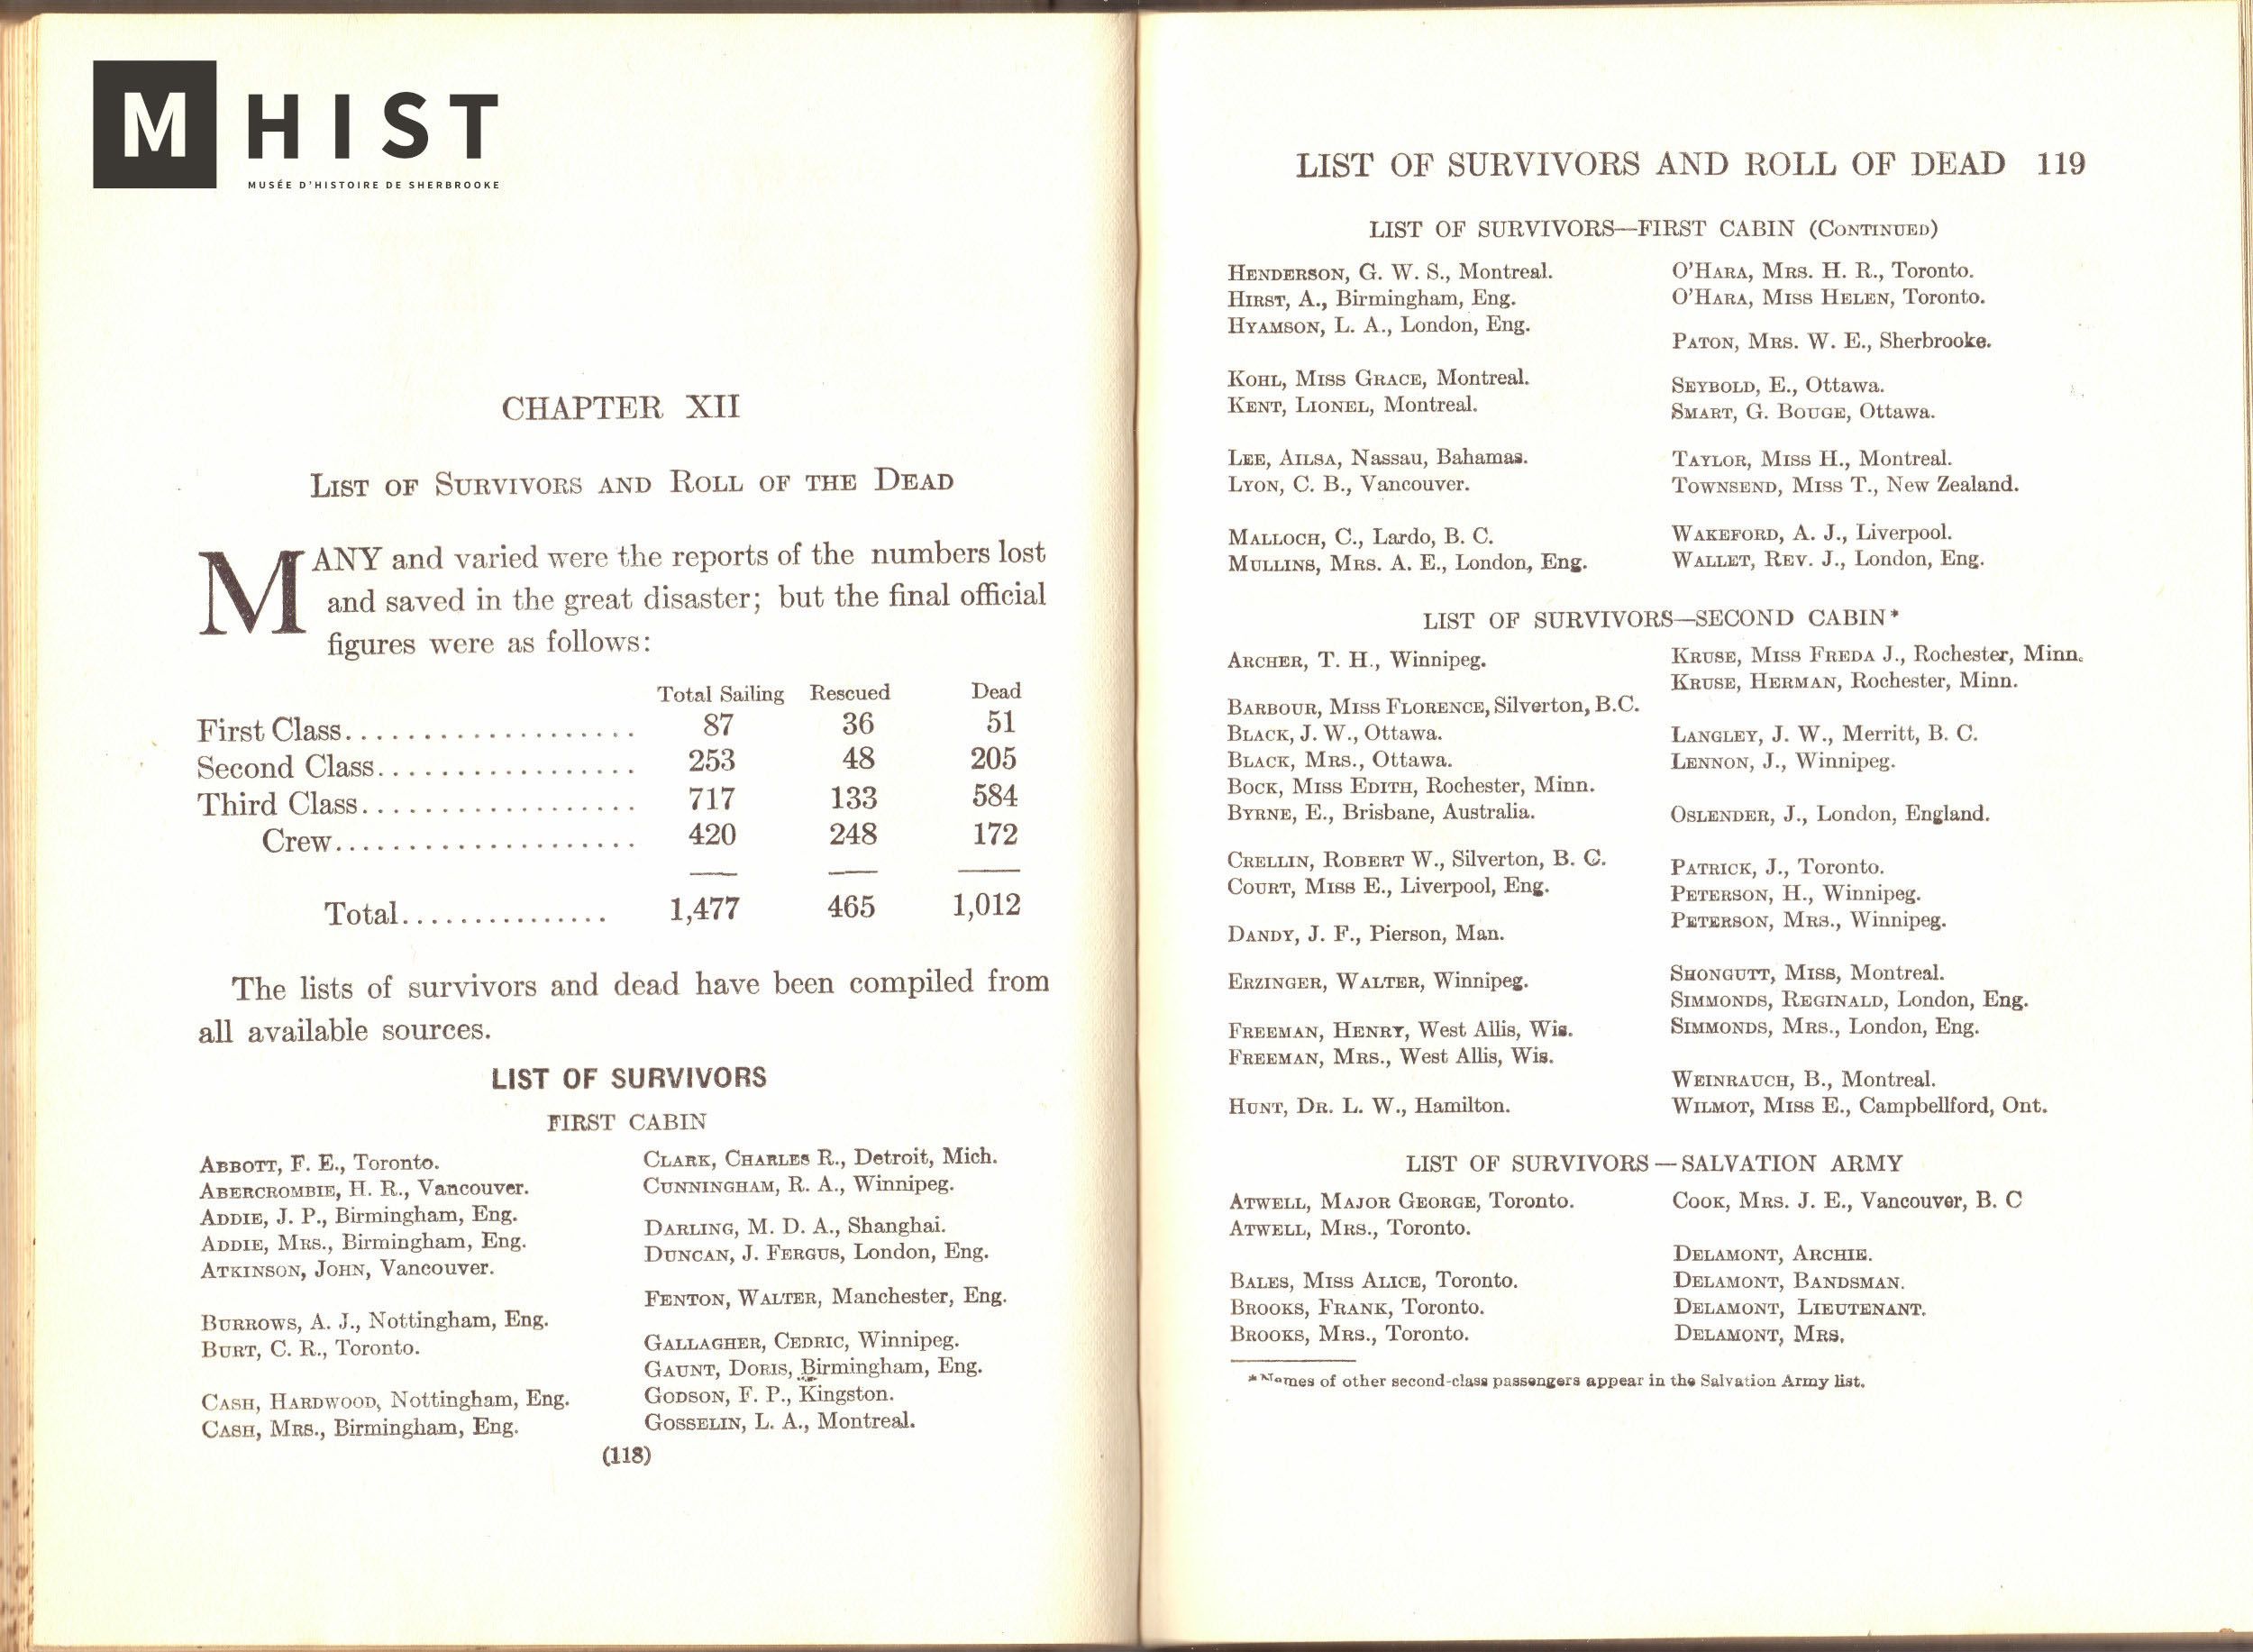 M HIST
MUSÉE D'HISTOIRE DE SHERBROOKE
CHAPTER XII
LIST OF SURVIVORS AND ROLL OF THE DEAD
MANY and varied were the reports of the numbers lost
and saved in the great disaster; but the final official
figures were as follows:
Total Sailing Rescued Dead
First Class.................... 87 36 51
Second Class.................. 253 48 205
Third Class................... 717 133 584
Crew..................... 420 248 172
Total............... 1,477 465 1,012
The lists of survivors and dead have been compiled from
all available sources.
LIST OF SURVIVORS
FIRST CABIN
ABBOTT, F. E., Toronto.
ABERCROMBIE, H. R., Vancouver.
ADDIE, J. P., Birmingham, Eng.
ADDIE, MRS., Birmingham, Eng.
ATKINSON, JOHN, Vancouver.
BURROWS, A. J., Nottingham, Eng.
BURT, C. R., Toronto.
CASH, HARDWOOD, Nottingham, Eng.
CASH, MRS., Birmingham, Eng.
CLARK, CHARLES R., Detroit, Mich.
CUNNINGHAM, R. A., Winnipeg.
DARLING, M. D. A., Shanghai.
DUNCAN, J. FERGUS, London, Eng.
FENTON, WALTER, Manchester, Eng.
GALLAGHER, CEDRIC, Winnipeg.
GAUNT, DORIS, Birmingham, Eng.
GODSON, F. P., Kingston.
GOSSELIN, L. A., Montreal.
(118)
LIST OF SURVIVORS AND ROLL OF DEAD 119
LIST OF SURVIVORS—FIRST CABIN (CONTINUED)
HENDERSON, G. W. S., Montreal.
HIRST, A., Birmingham, Eng.
HYAMSON, L. A., London, Eng.
KOHL, MISS GRACE, Montreal.
KENT, LIONEL, Montreal.
LEE, AILSA, Nassau, Bahamas.
LYON, C. B., Vancouver.
MALLOCH, C., Lardo, B. C.
MULLINS, MRS. A. E., London, Eng.
O'HARA, MRS. H. R., Toronto.
O'HARA, MISS HELEN, Toronto.
PATON, MRS. W. E., Sherbrooke.
SEYBOLD, E., Ottawa.
SMART, G. BOUGE, Ottawa.
TAYLOR, MISS H., Montreal.
TOWNSEND, MISS T., New Zealand.
WAKEFORD, A. J., Liverpool.
WALLET, REV. J., London, Eng.
LIST OF SURVIVORS—SECOND CABIN*
ARCHER, T. H., Winnipeg.
BARBOUR, MISS FLORENCE, Silverton, B.C.
BLACK, J. W., Ottawa.
BLACK, MRS., Ottawa.
BOCK, MISS EDITH, Rochester, Minn.
BYRNE, E., Brisbane, Australia.
CRELLIN, ROBERT W., Silverton, B. C.
COURT, MISS E., Liverpool, Eng.
DANDY, J. F., Pierson, Man.
ERZINGER, WALTER, Winnipeg.
FREEMAN, HENRY, West Allis, Wis.
FREEMAN, MRS., West Allis, Wis.
HUNT, DR. L. W., Hamilton.
KRUSE, MISS FREDA J., Rochester, Minn.
KRUSE, HERMAN, Rochester, Minn.
LANGLEY, J. W., Merritt, B. C.
LENNON, J., Winnipeg.
OSLENDER, J., London, England.
PATRICK, J., Toronto.
PETERSON, H., Winnipeg.
PETERSON, MRS., Winnipeg.
SHONGUTT, MISS, Montreal.
SIMMONDS, REGINALD, London, Eng.
SIMMONDS, MRS., London, Eng.
WEINRAUCH, B., Montreal.
WILMOT, MISS E., Campbellford, Ont.
LIST OF SURVIVORS — SALVATION ARMY
ATWELL, MAJOR GEORGE, Toronto.
ATWELL, MRS., Toronto.
BALES, MISS ALICE, Toronto.
BROOKS, FRANK, Toronto.
BROOKS, MRS., Toronto.
COOK, MRS. J. E., Vancouver, B. C
DELAMONT, ARCHIE.
DELAMONT, BANDSMAN.
DELAMONT, LIEUTENANT.
DELAMONT, MRS.
* Names of other second-class passengers appear in the Salvation Army list.